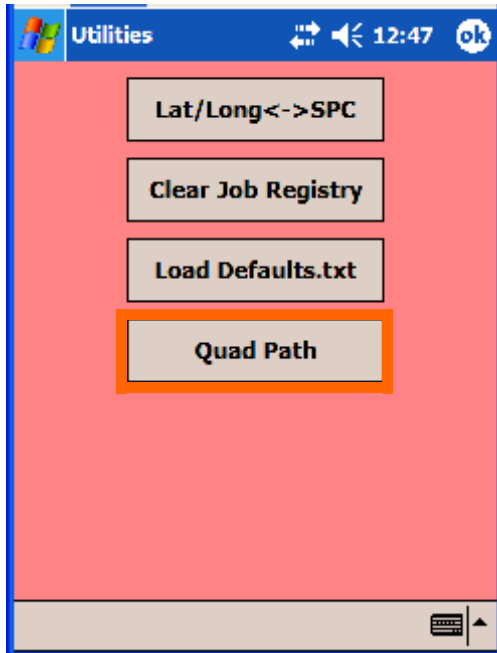 Utilities 12:47 ok
Lat/Long<->SPC
Clear Job Registry
Load Defaults.txt
Quad Path